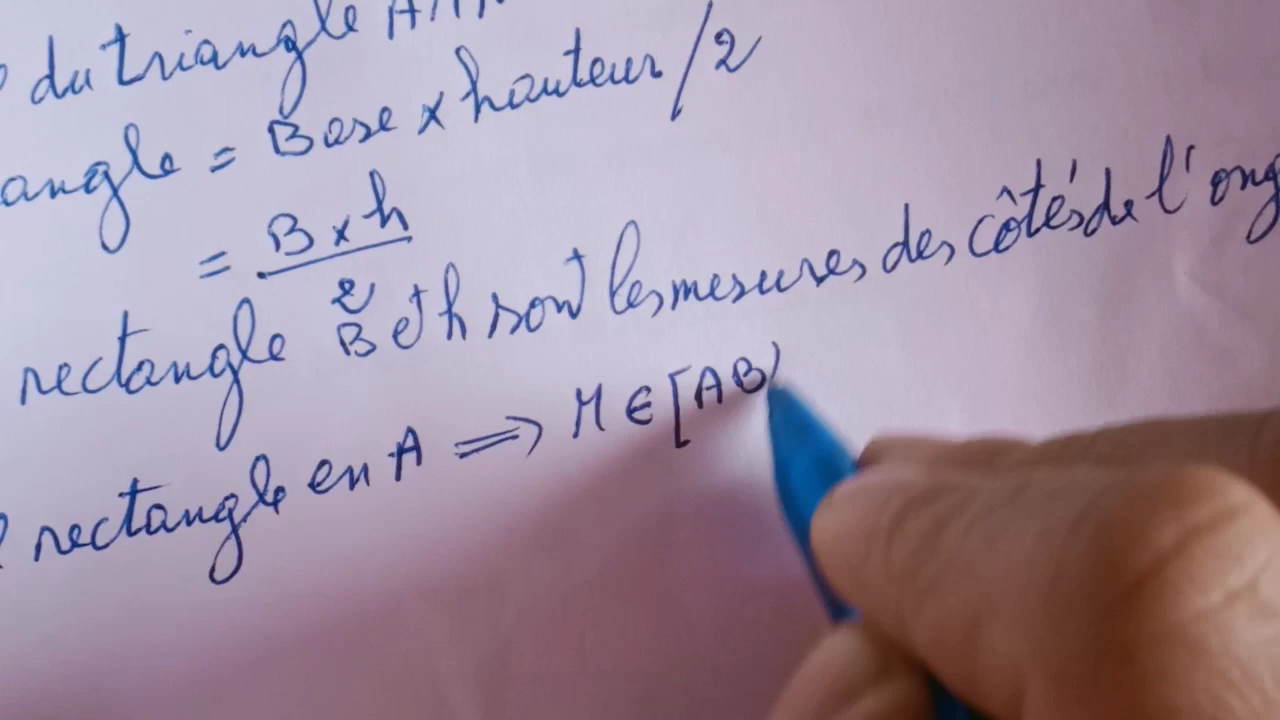 du triangle
angle = Base x hauteur/2
= B x h
2
rectangle B et h sont les mesures des côtés de l'ang
rectangle en A ⟹ M ∈ [AB